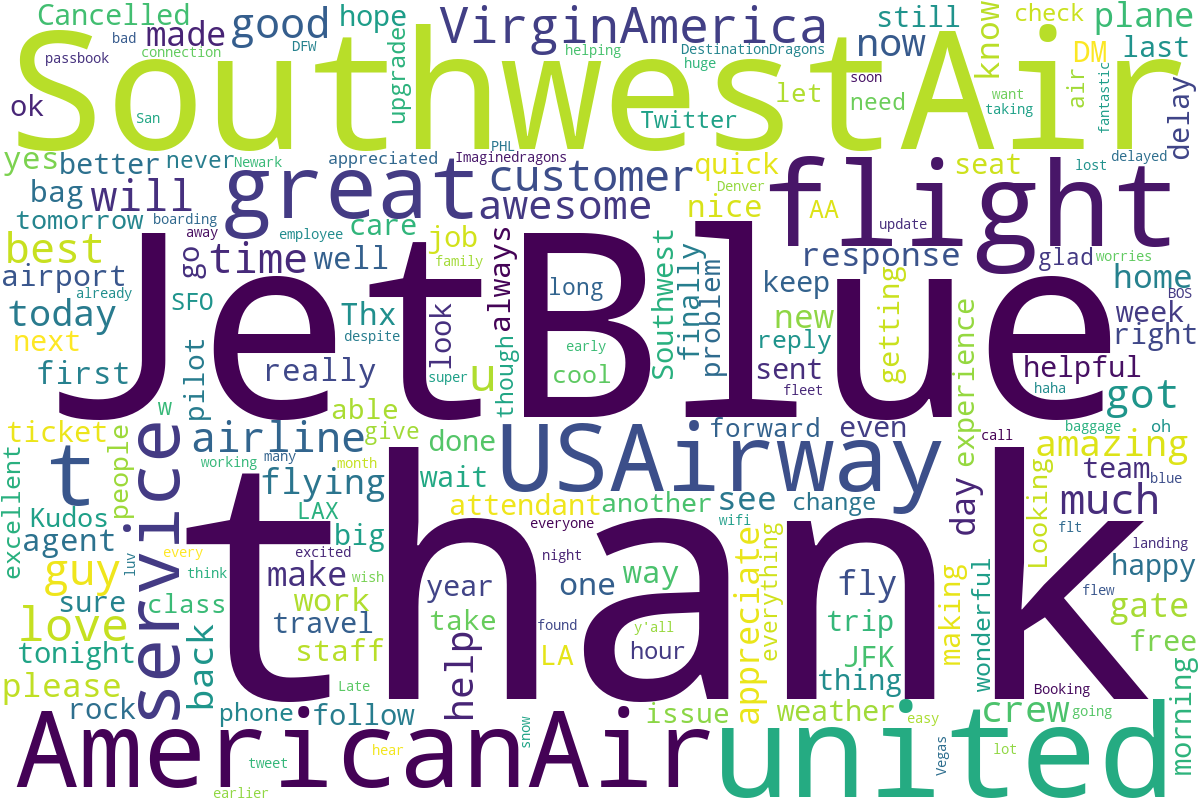 Cancelled
made
good
hope
VirginAmerica
still
check
plane
bad
DFW
helping
DestinationDragons
now
know
DM
last
passbook
connection
SouthwestAir
huge
soon
air
fantastic
ok
San
upgraded
Twitter
let
need
want
taking
delay
yes
better
never
Newark
appreciated
PHL
Imaginedragons
quick
seat
lost
delayed
bag
will
great
customer
awesome
nice
Denver
AA
flight
tomorrow
boarding
away
employee
care
job
family
update
best
go
time
well
always
long
Southwest
finally
problem
response
glad
worries
airport
already
SFO
JetBlue
keep
getting
home
BOS
today
Thx
despite
look
though
early
new
reply
experience
week
right
next
first
pilot
really
super
u
cool
sent
fleet
helpful
haha
got
W
able
ticket
people
service
airline
give
done
USAirway
forward
even
call
baggage
oh
amazing
t
working
many
month
flying
wait
attendant
another
see
change
day
Looking
team
blue
much
excellent
Kudos
agent
LAX
big
everyone
wifi
flt
landing
every
luv
think
excited
thank
night
appreciate
everything
happy
guy
make
wish
year
one
way
fly
making
wonderful
flew
gate
sure
class
work
love
travel
take
found
y'all
trip
free
tonight
back
staff
help
LA
hour
JFK
thing
please
Late
Booking
morning
rock
phone
follow
snow
issue
weather
easy
crew
going
AmericanAir
hear
tweet
earlier
united
Vegas
lot